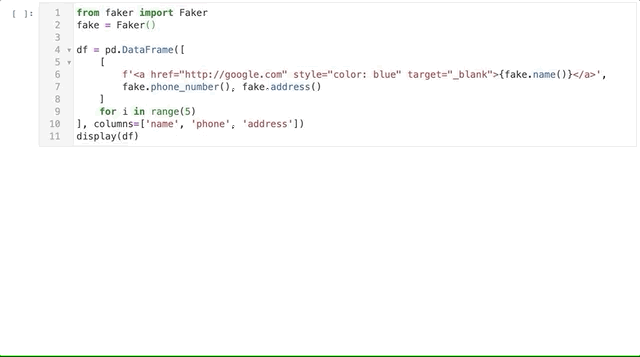 [ ]:
1 from faker import Faker
2 fake = Faker()
3
4 df = pd.DataFrame([
5     [
6         f'<a href="http://google.com" style="color: blue" target="_blank">{fake.name()}</a>',
7         fake.phone_number(), fake.address()
8     ]
9     for i in range(5)
10 ], columns=['name', 'phone', 'address'])
11 display(df)